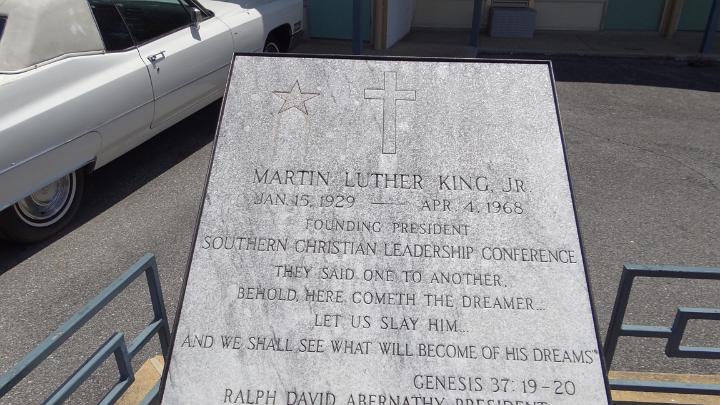 MARTIN LUTHER KING, JR.
JAN. 15, 1929 — APR. 4, 1968
FOUNDING PRESIDENT
SOUTHERN CHRISTIAN LEADERSHIP CONFERENCE
THEY SAID ONE TO ANOTHER,
BEHOLD, HERE COMETH THE DREAMER...
LET US SLAY HIM...
AND WE SHALL SEE WHAT WILL BECOME OF HIS DREAMS"
GENESIS 37: 19-20
RALPH DAVID ABERNATHY PRESIDENT